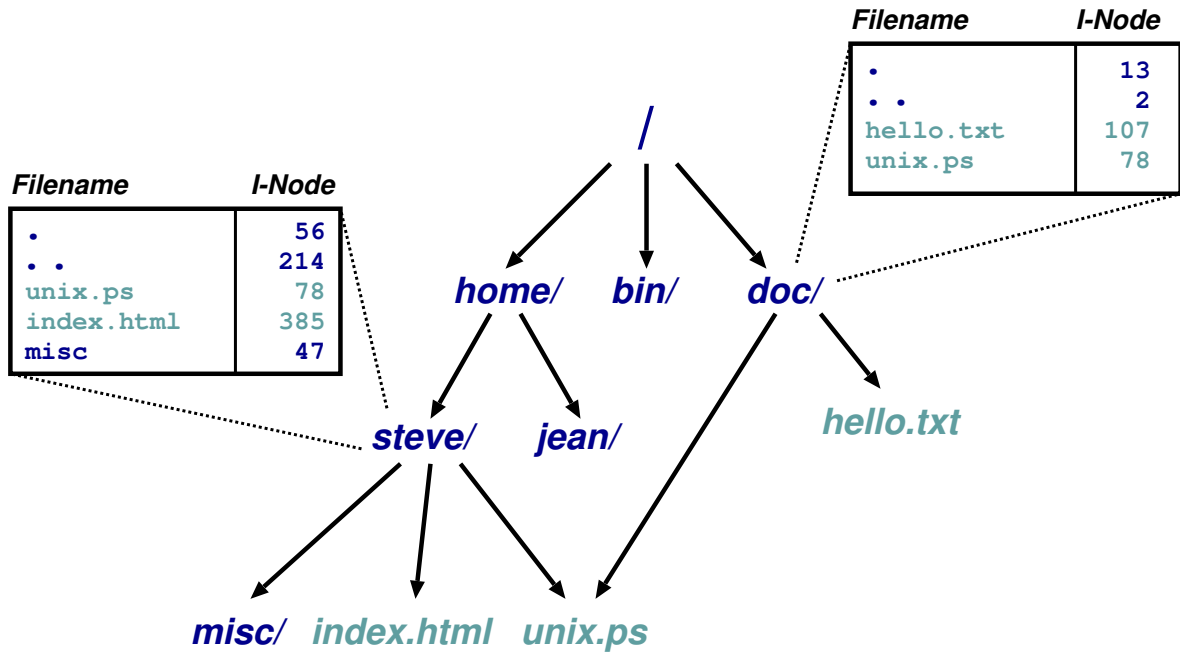 Filename I-Node
. 13
. . 2
hello.txt 107
unix.ps 78
/
Filename I-Node
. 56
. . 214
unix.ps 78
index.html 385
misc 47
home/ bin/ doc/
steve/ jean/ hello.txt
misc/ index.html unix.ps